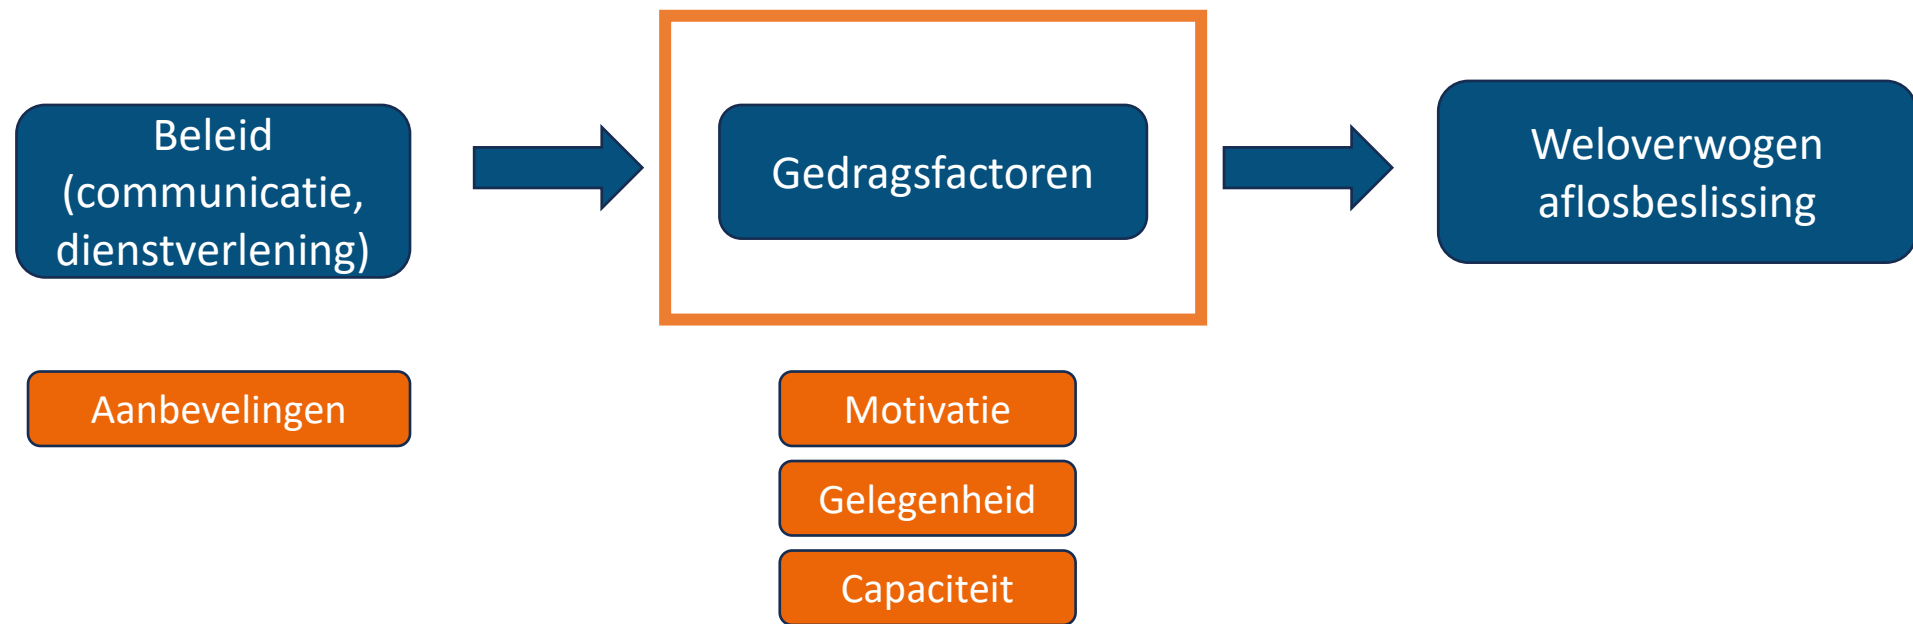 Beleid
(communicatie,
dienstverlening)
Gedragsfactoren
Weloverwogen
aflosbeslissing
Aanbevelingen
Motivatie
Gelegenheid
Capaciteit